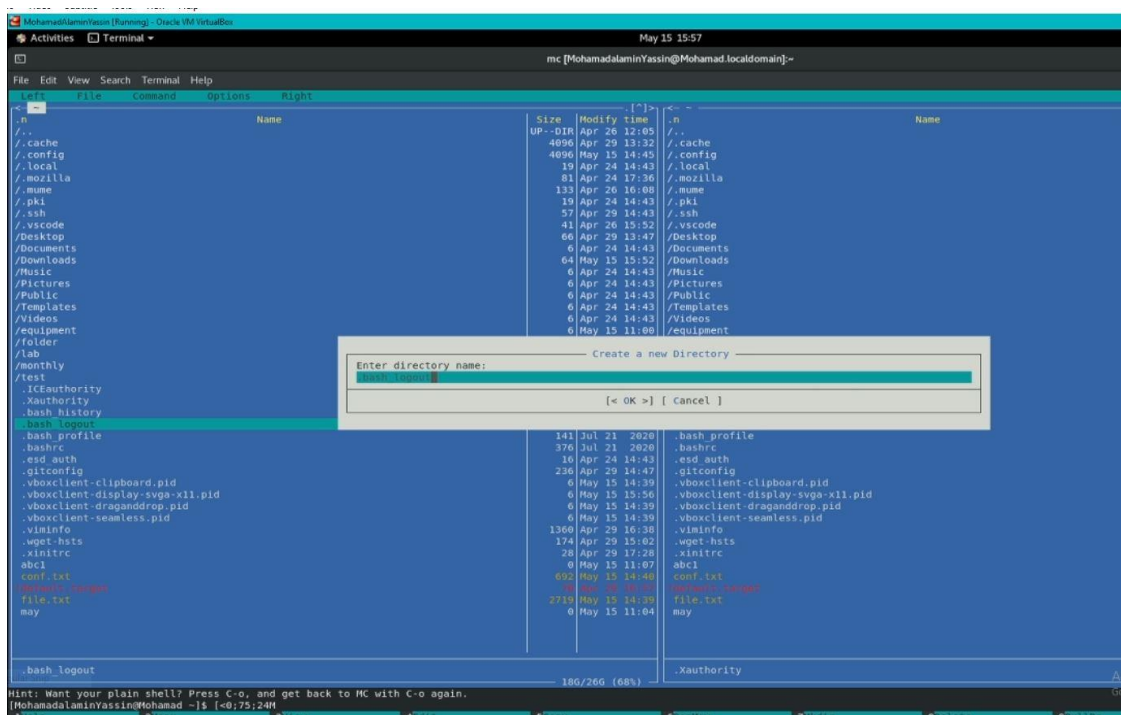 MohamadAlaminYassin [Running] - Oracle VM VirtualBox
Activities Terminal May 15 15:57
mc [MohamadalaminYassin@Mohamad.localdomain]:~
File Edit View Search Terminal Help
Left File Command Options Right
<- ~ .[^]> <- ~
.n Name Size Modify time .n Name
/.. UP--DIR Apr 26 12:05 /..
/.cache 4096 Apr 29 13:32 /.cache
/.config 4096 May 15 14:45 /.config
/.local 19 Apr 24 14:43 /.local
/.mozilla 81 Apr 24 17:36 /.mozilla
/.mume 133 Apr 26 16:08 /.mume
/.pki 19 Apr 24 14:43 /.pki
/.ssh 57 Apr 29 14:43 /.ssh
/.vscode 41 Apr 26 15:52 /.vscode
/Desktop 66 Apr 29 13:47 /Desktop
/Documents 6 Apr 24 14:43 /Documents
/Downloads 64 May 15 15:52 /Downloads
/Music 6 Apr 24 14:43 /Music
/Pictures 6 Apr 24 14:43 /Pictures
/Public 6 Apr 24 14:43 /Public
/Templates 6 Apr 24 14:43 /Templates
/Videos 6 Apr 24 14:43 /Videos
/equipment 6 May 15 11:00 /equipment
/folder
/lab
/monthly
/test
.ICEauthority
.Xauthority
.bash_history
.bash_logout
Create a new Directory
Enter directory name:
.bash_logout
[< OK >] [ Cancel ]
.bash_profile 141 Jul 21 2020 .bash_profile
.bashrc 376 Jul 21 2020 .bashrc
.esd_auth 16 Apr 24 14:43 .esd_auth
.gitconfig 236 Apr 29 14:47 .gitconfig
.vboxclient-clipboard.pid 6 May 15 14:39 .vboxclient-clipboard.pid
.vboxclient-display-svga-x11.pid 6 May 15 15:56 .vboxclient-display-svga-x11.pid
.vboxclient-draganddrop.pid 6 May 15 14:39 .vboxclient-draganddrop.pid
.vboxclient-seamless.pid 6 May 15 14:39 .vboxclient-seamless.pid
.viminfo 1360 Apr 29 16:38 .viminfo
.wget-hsts 174 Apr 29 15:02 .wget-hsts
.xinitrc 28 Apr 29 17:28 .xinitrc
abc1 0 May 15 11:07 abc1
conf.txt 692 May 15 14:40 conf.txt
file.txt 2719 May 15 14:39 file.txt
may 0 May 15 11:04 may
.bash_logout .Xauthority
18G/26G (68%)
Hint: Want your plain shell? Press C-o, and get back to MC with C-o again.
[MohamadalaminYassin@Mohamad ~]$ [<0;75;24M